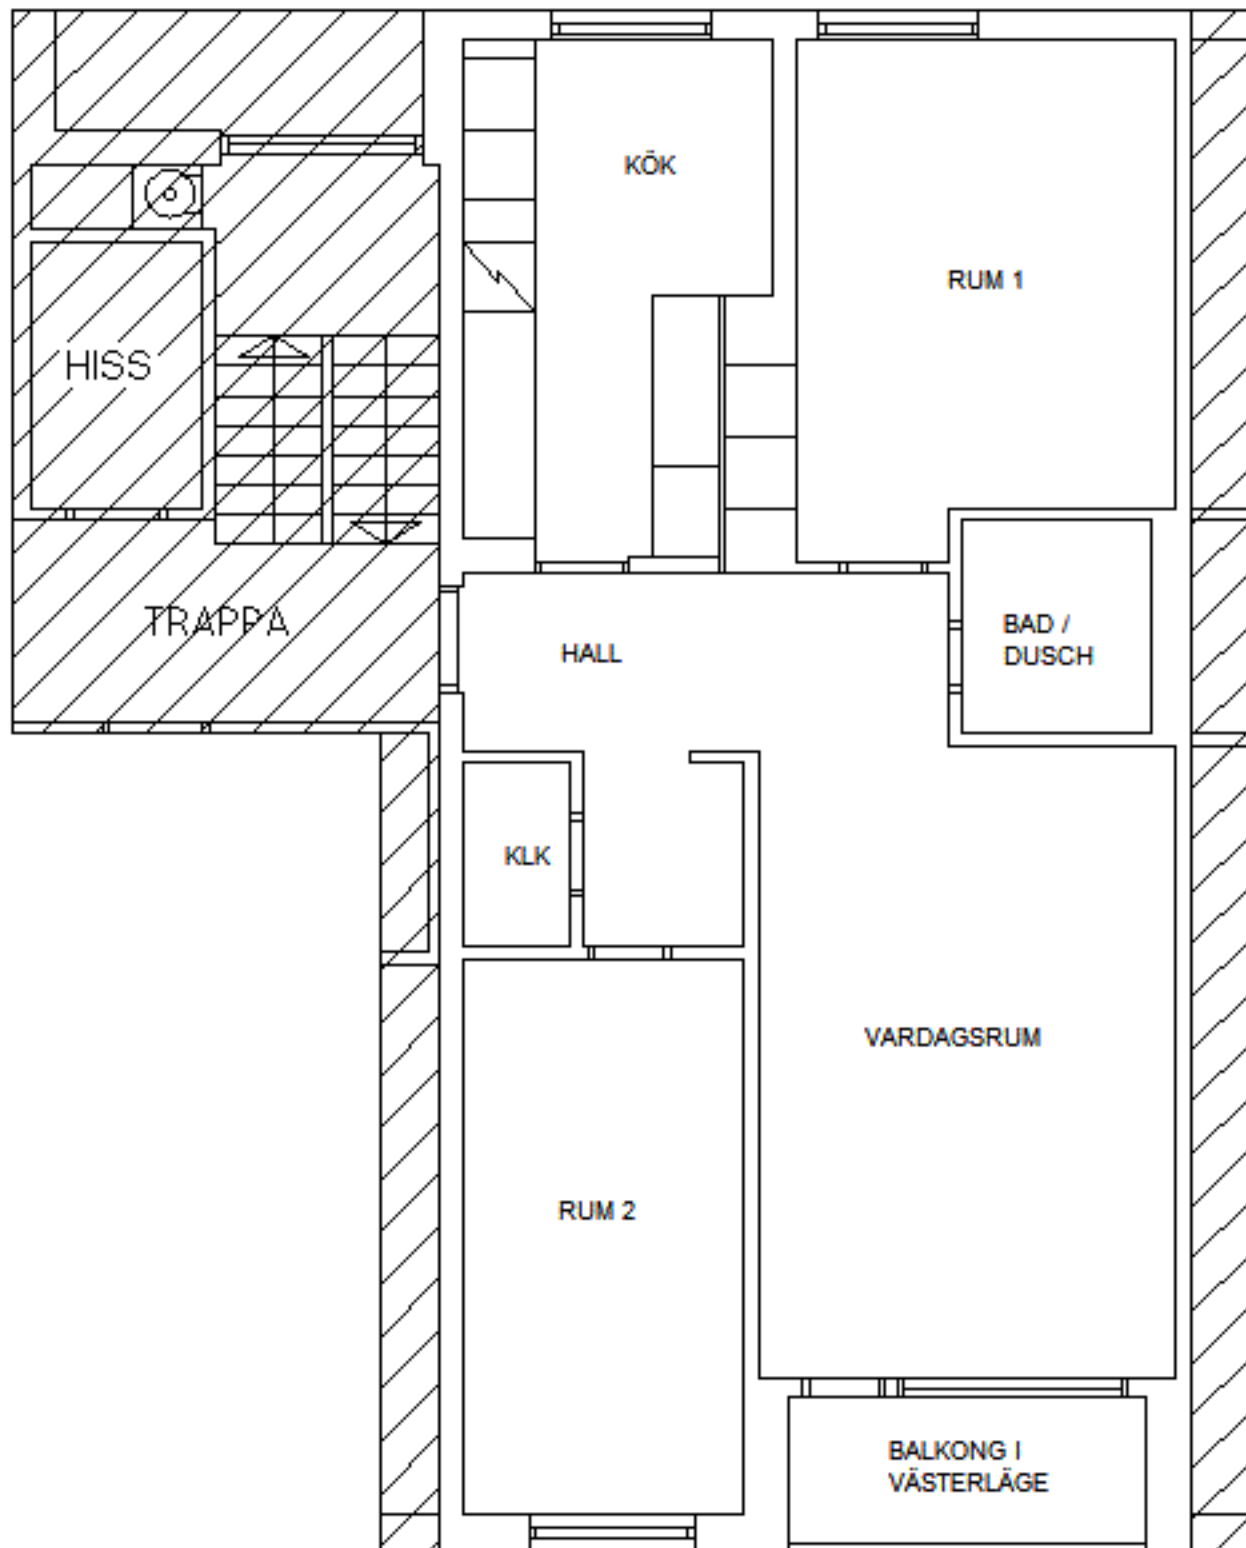 KÖK
RUM 1
HISS
TRAPPA
HALL
BAD /
DUSCH
KLK
VARDAGSRUM
RUM 2
BALKONG I
VÄSTERLÄGE